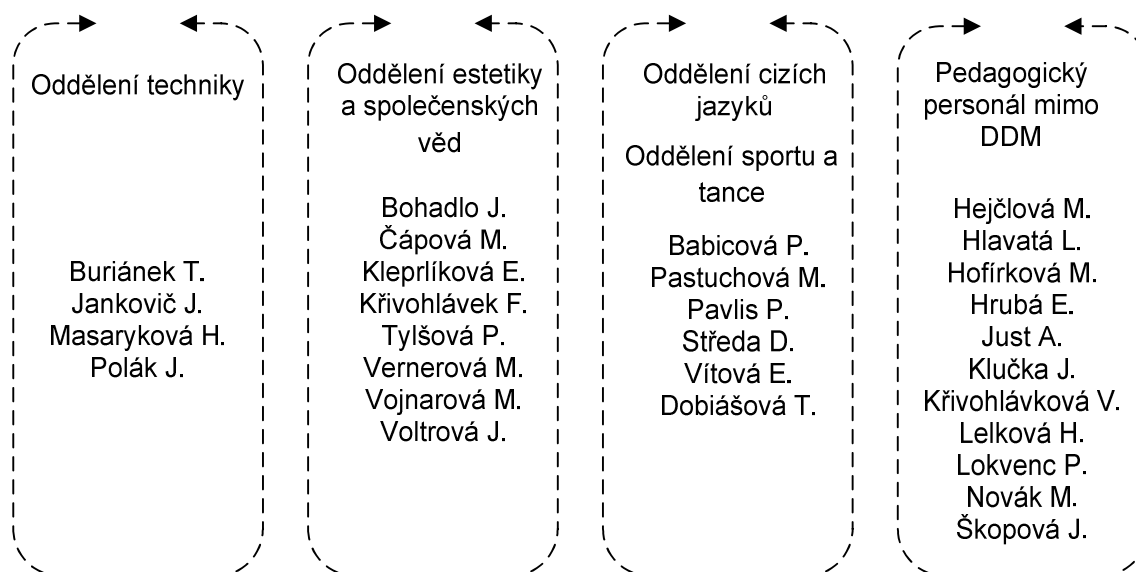 Oddělení techniky
Buriánek T.
Jankovič J.
Masaryková H.
Polák J.
Oddělení estetiky
a společenských
věd
Bohadlo J.
Čápová M.
Kleprlíková E.
Křivohlávek F.
Tylšová P.
Vernerová M.
Vojnarová M.
Voltrová J.
Oddělení cizích
jazyků
Oddělení sportu a
tance
Babicová P.
Pastuchová M.
Pavlis P.
Středa D.
Vítová E.
Dobiášová T.
Pedagogický
personál mimo
DDM
Hejčlová M.
Hlavatá L.
Hofírková M.
Hrubá E.
Just A.
Klučka J.
Křivohlávková V.
Lelková H.
Lokvenc P.
Novák M.
Škopová J.